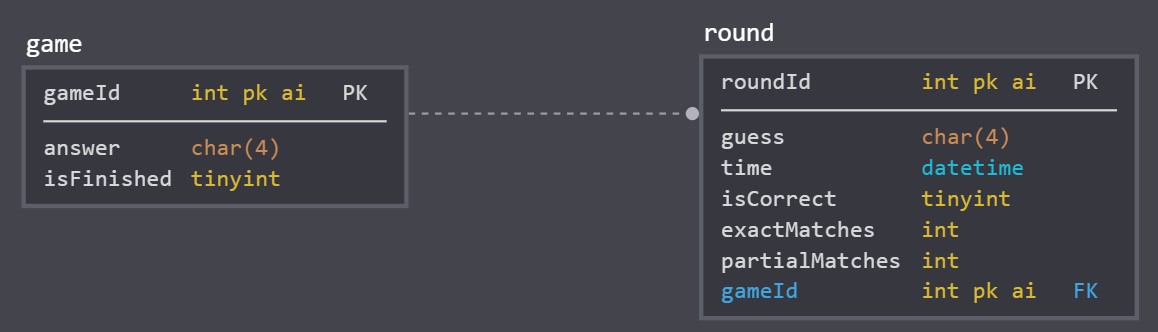 game
gameId int pk ai PK
answer char(4)
isFinished tinyint
round
roundId int pk ai PK
guess char(4)
time datetime
isCorrect tinyint
exactMatches int
partialMatches int
gameId int pk ai FK